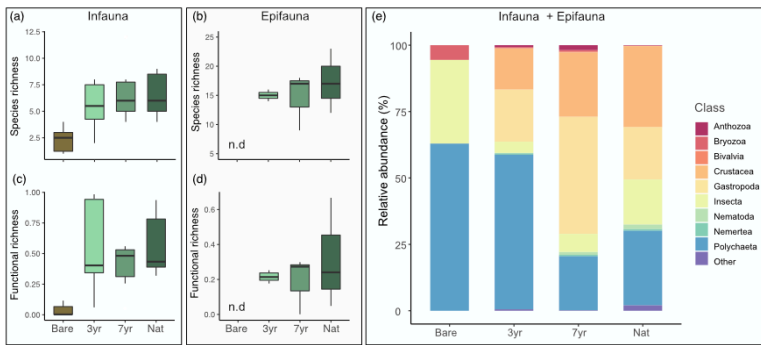 (a) Infauna
Species richness
12.5
10.0
7.5
5.0
2.5
(b) Epifauna
Species richness
25
20
15
10
5
n.d
(c)
Functional richness
1.00
0.75
0.50
0.25
0.00
Bare 3yr 7yr Nat
(d)
Functional richness
0.6
0.4
0.2
0.0
n.d
Bare 3yr 7yr Nat
(e) Infauna + Epifauna
Relative abundance (%)
100
75
50
25
0
Bare 3yr 7yr Nat
Class
Anthozoa
Bryozoa
Bivalvia
Crustacea
Gastropoda
Insecta
Nematoda
Nemertea
Polychaeta
Other